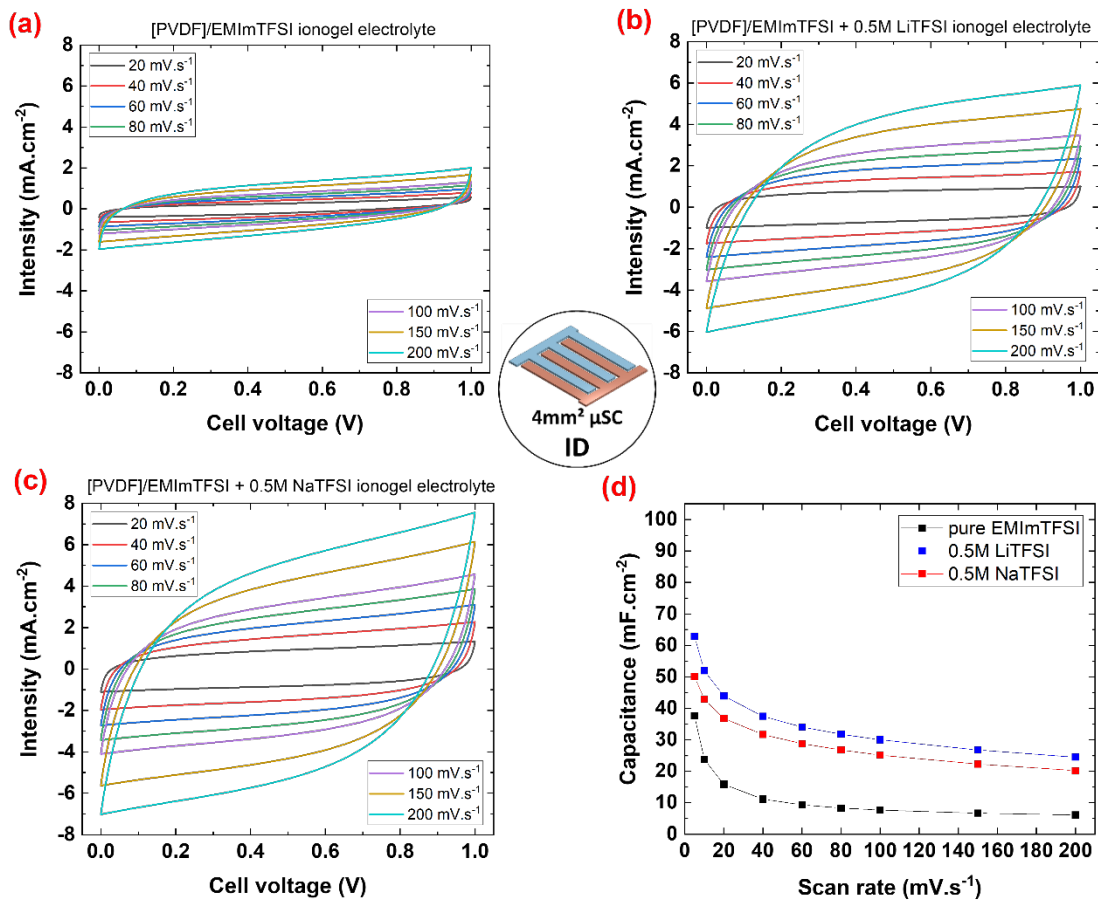 (a)
[PVDF]/EMImTFSI ionogel electrolyte
8
6
4
2
0
-2
-4
-6
-8
Intensity (mA.cm⁻²)
20 mV.s⁻¹
40 mV.s⁻¹
60 mV.s⁻¹
80 mV.s⁻¹
100 mV.s⁻¹
150 mV.s⁻¹
200 mV.s⁻¹
0.0 0.2 0.4 0.6 0.8 1.0
Cell voltage (V)
(b)
[PVDF]/EMImTFSI + 0.5M LiTFSI ionogel electrolyte
8
6
4
2
0
-2
-4
-6
-8
Intensity (mA.cm⁻²)
20 mV.s⁻¹
40 mV.s⁻¹
60 mV.s⁻¹
80 mV.s⁻¹
100 mV.s⁻¹
150 mV.s⁻¹
200 mV.s⁻¹
0.0 0.2 0.4 0.6 0.8 1.0
Cell voltage (V)
4mm² µSC
ID
(c)
[PVDF]/EMImTFSI + 0.5M NaTFSI ionogel electrolyte
8
6
4
2
0
-2
-4
-6
-8
Intensity (mA.cm⁻²)
20 mV.s⁻¹
40 mV.s⁻¹
60 mV.s⁻¹
80 mV.s⁻¹
100 mV.s⁻¹
150 mV.s⁻¹
200 mV.s⁻¹
0.0 0.2 0.4 0.6 0.8 1.0
Cell voltage (V)
(d)
100
90
80
70
60
50
40
30
20
10
0
Capacitance (mF.cm⁻²)
pure EMImTFSI
0.5M LiTFSI
0.5M NaTFSI
0 20 40 60 80 100 120 140 160 180 200
Scan rate (mV.s⁻¹)